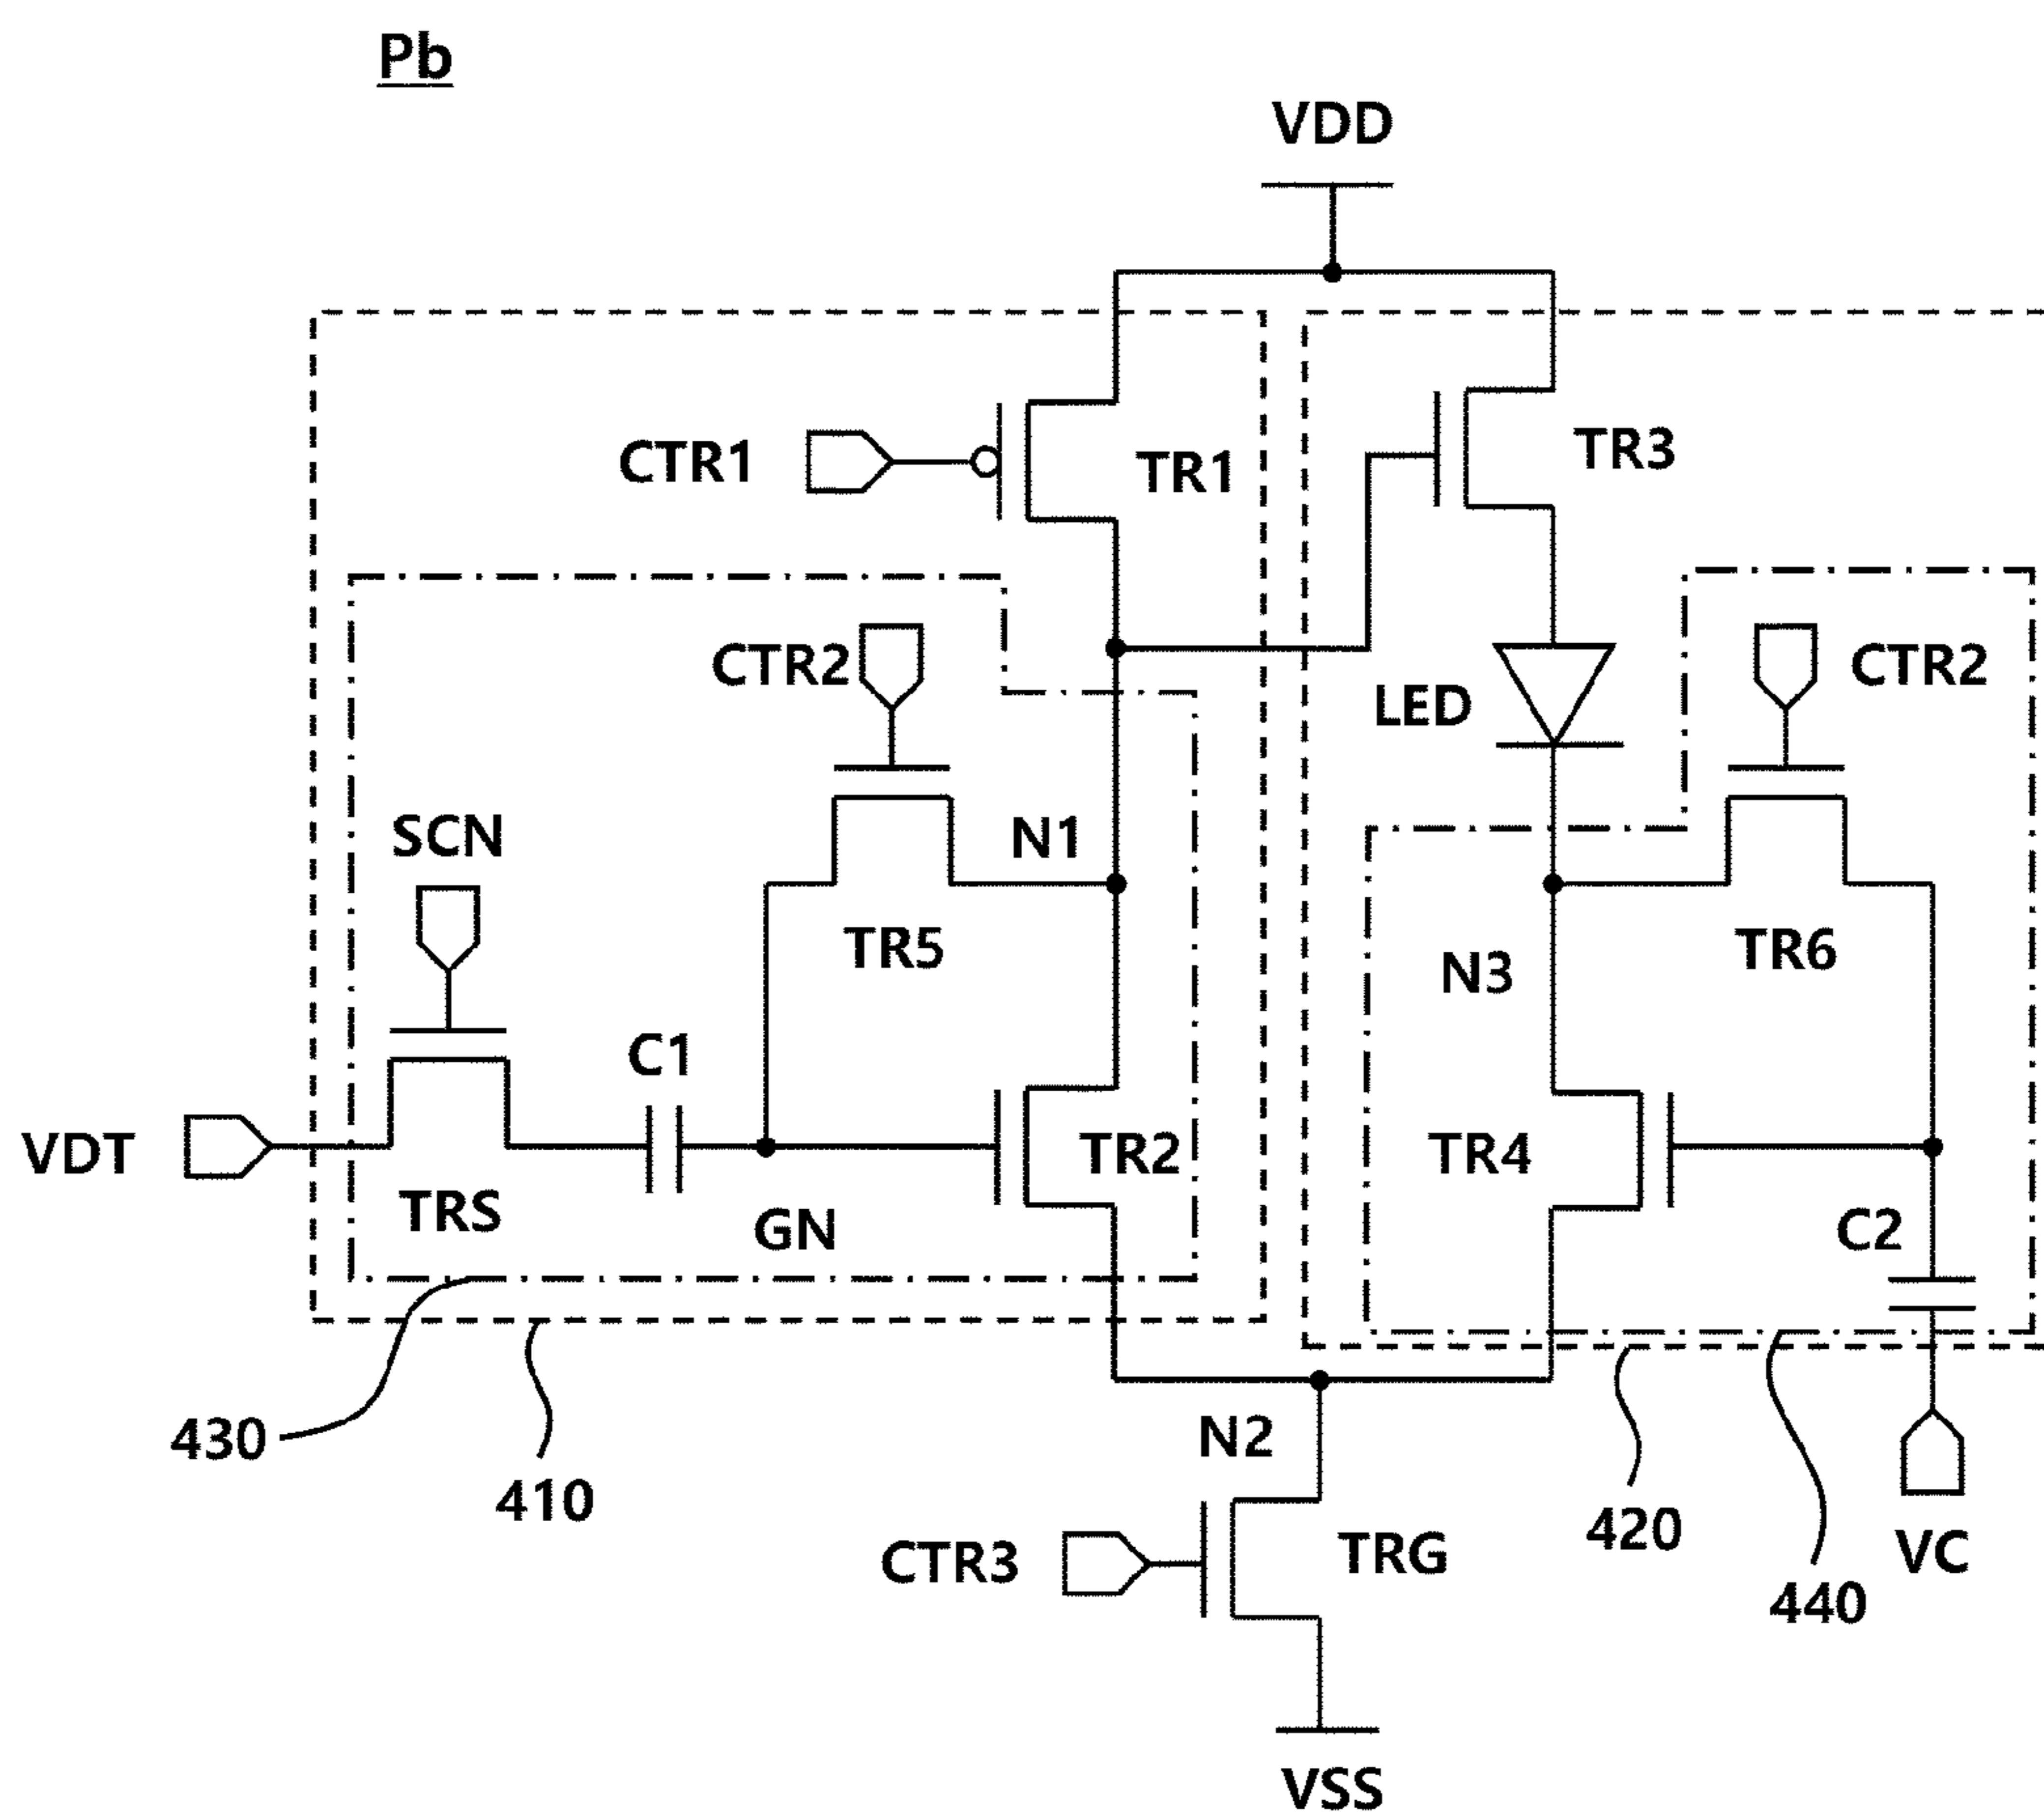 Pb
VDD
CTR1
TR1
TR3
CTR2
LED
CTR2
SCN
N1
TR5
N3
TR6
C1
VDT
TRS
GN
TR2
TR4
C2
430
410
N2
420
440
VC
CTR3
TRG
VSS